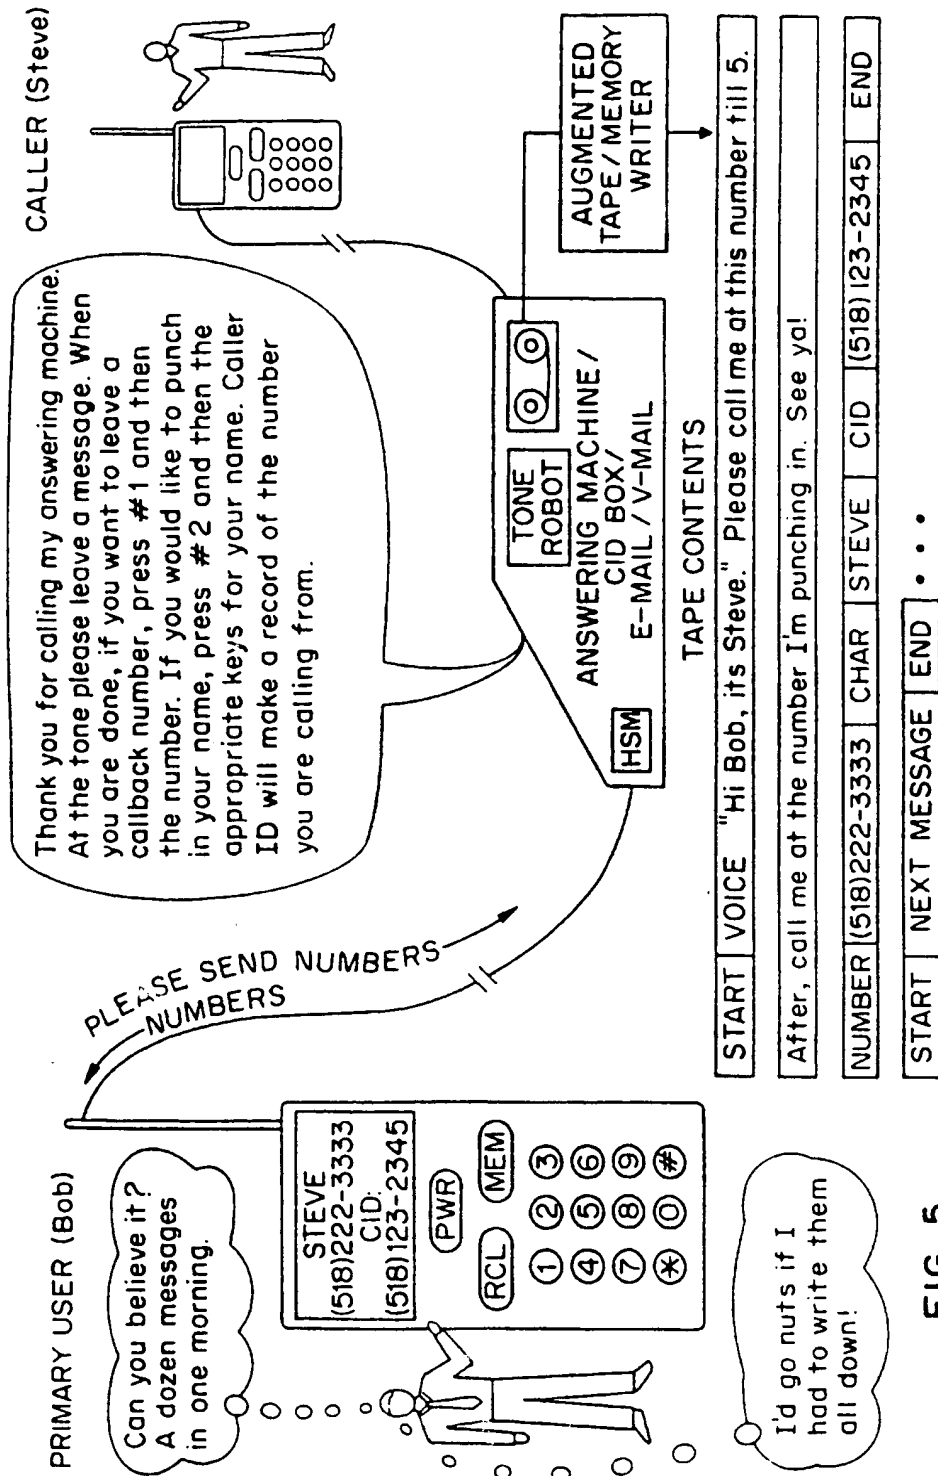 PRIMARY USER (Bob)
CALLER (Steve)
Can you believe it?
A dozen messages
in one morning.
Thank you for calling my answering machine.
At the tone please leave a message. When
you are done, if you want to leave a
callback number, press #1 and then
the number. If you would like to punch
in your name, press #2 and then the
appropriate keys for your name. Caller
ID will make a record of the number
you are calling from.
PLEASE SEND NUMBERS
NUMBERS
STEVE
(518)222-3333
CID:
(518)123-2345
PWR
RCL MEM
1 2 3
4 5 6
7 8 9
* 0 #
I'd go nuts if I
had to write them
all down!
HSM
TONE
ROBOT
ANSWERING MACHINE/
CID BOX/
E-MAIL/V-MAIL
AUGMENTED
TAPE/MEMORY
WRITER
TAPE CONTENTS
START VOICE "Hi Bob, its Steve." Please call me at this number till 5.
After, call me at the number I'm punching in. See ya!
NUMBER (518)222-3333 CHAR STEVE CID (518)123-2345 END
START NEXT MESSAGE END • • •
FIG. 5